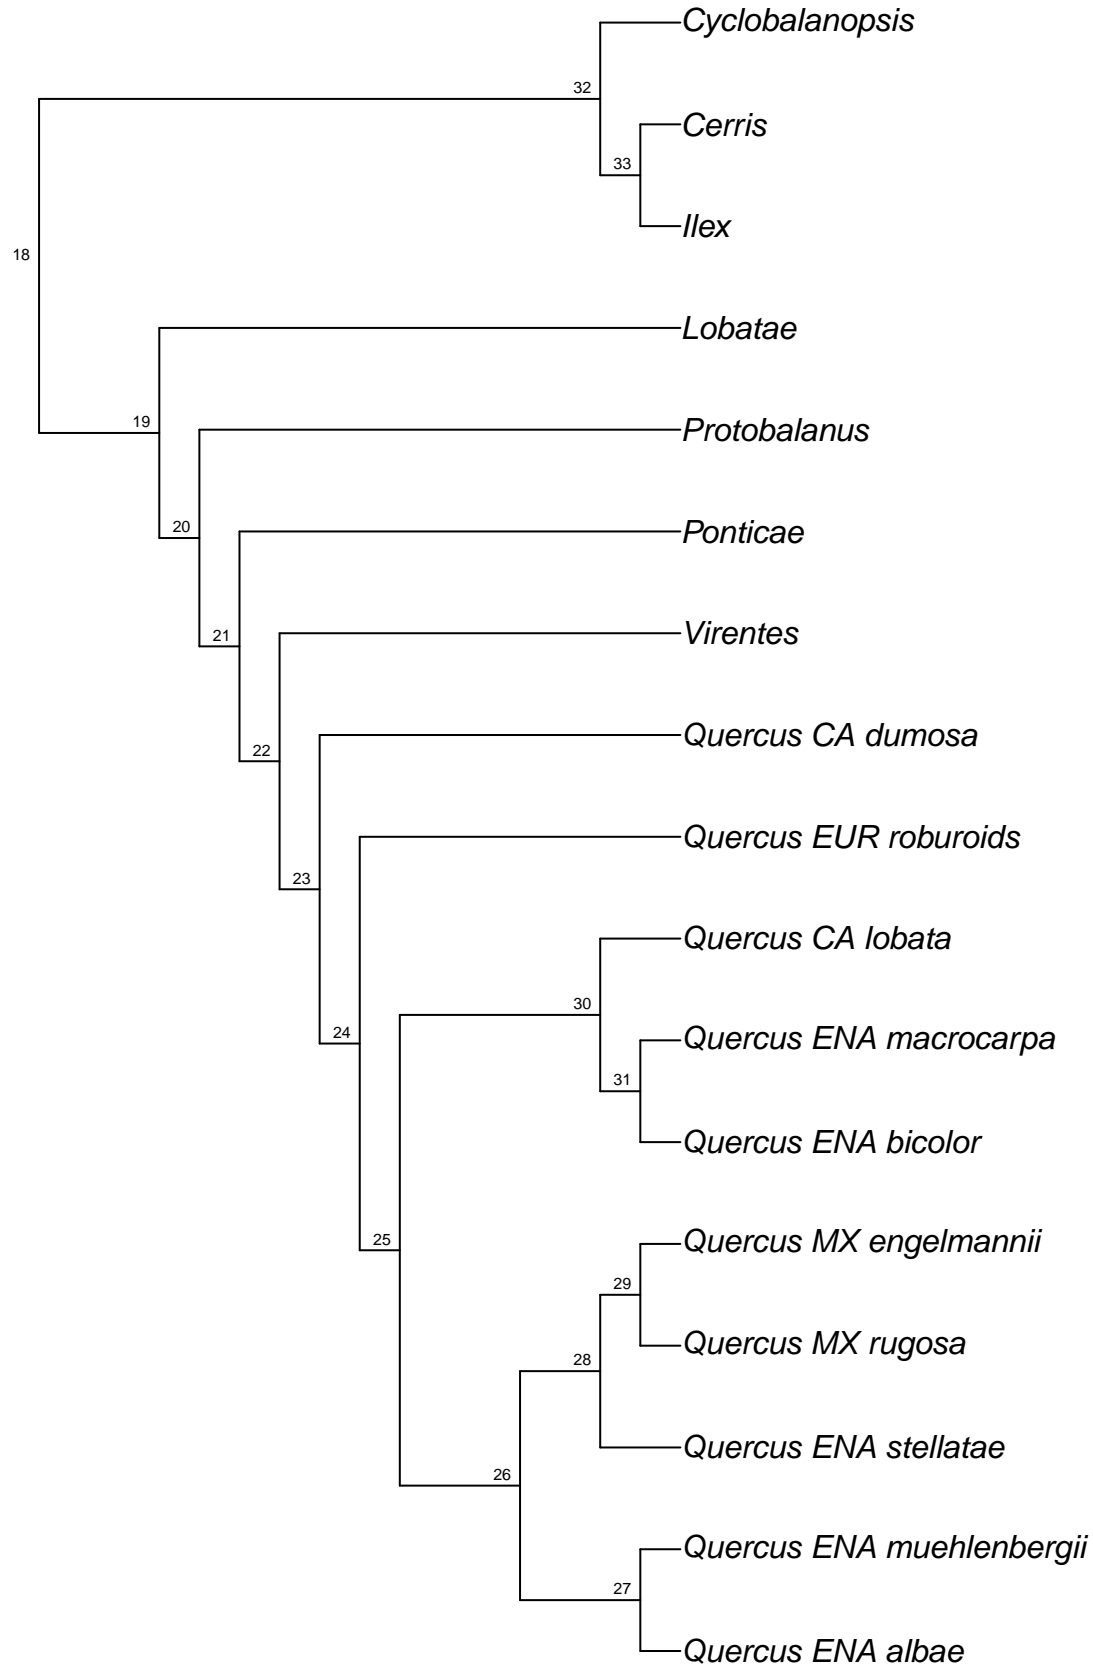 Cyclobalanopsis
32
Cerris
33
Ilex
18
Lobatae
19
Protobalanus
20
Ponticae
21
Virentes
22
Quercus CA dumosa
23
Quercus EUR roburoids
24
Quercus CA lobata
30
Quercus ENA macrocarpa
31
Quercus ENA bicolor
25
Quercus MX engelmannii
29
Quercus MX rugosa
28
Quercus ENA stellatae
26
Quercus ENA muehlenbergii
27
Quercus ENA albae